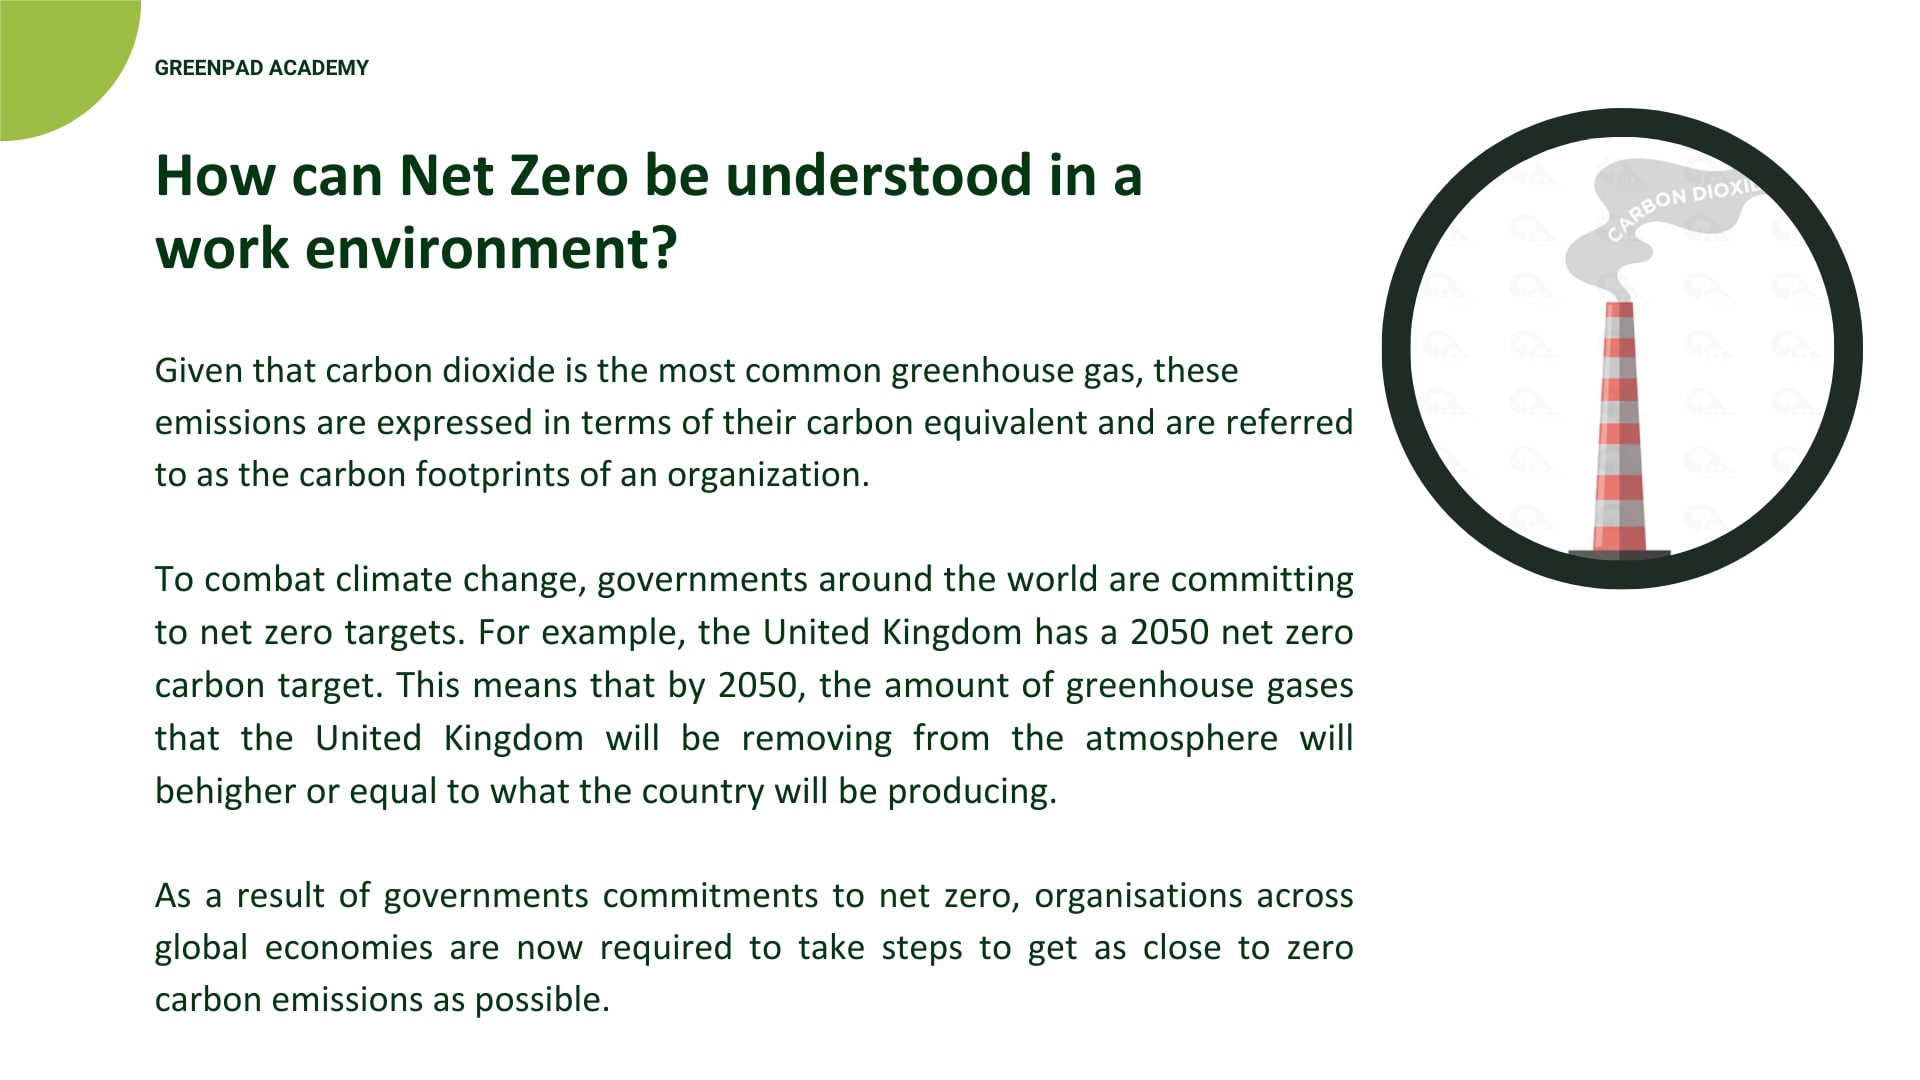 GREENPAD ACADEMY
How can Net Zero be understood in a
work environment?
CARBON
Given that carbon dioxide is the most common greenhouse gas, these
emissions are expressed in terms of their carbon equivalent and are referred
to as the carbon footprints of an organization.
To combat climate change, governments around the world are committing
to net zero targets. For example, the United Kingdom has a 2050 net zero
carbon target. This means that by 2050, the amount of greenhouse gases
that the United Kingdom will be removing from the atmosphere will
behigher or equal to what the country will be producing.
As a result of governments commitments to net zero, organisations across
global economies are now required to take steps to get as close to zero
carbon emissions as possible.